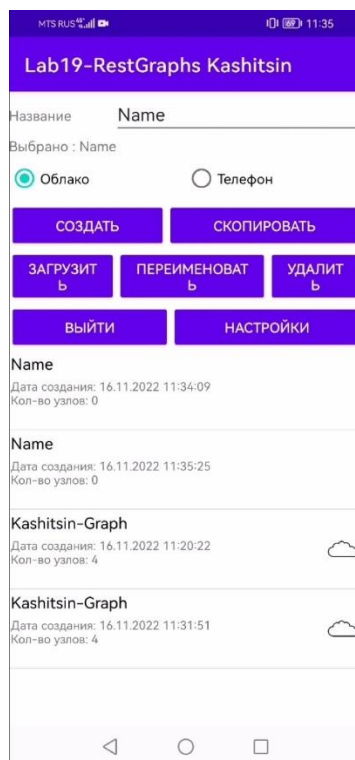 MTS RUS 11:35
Lab19-RestGraphs Kashitsin
Название Name
Выбрано : Name
Облако Телефон
СОЗДАТЬ СКОПИРОВАТЬ
ЗАГРУЗИТ ПЕРЕИМЕНОВАТ УДАЛИТ
Ь Ь Ь
ВЫЙТИ НАСТРОЙКИ
Name
Дата создания: 16.11.2022 11:34:09
Кол-во узлов: 0
Name
Дата создания: 16.11.2022 11:35:25
Кол-во узлов: 0
Kashitsin-Graph
Дата создания: 16.11.2022 11:20:22
Кол-во узлов: 4
Kashitsin-Graph
Дата создания: 16.11.2022 11:31:51
Кол-во узлов: 4